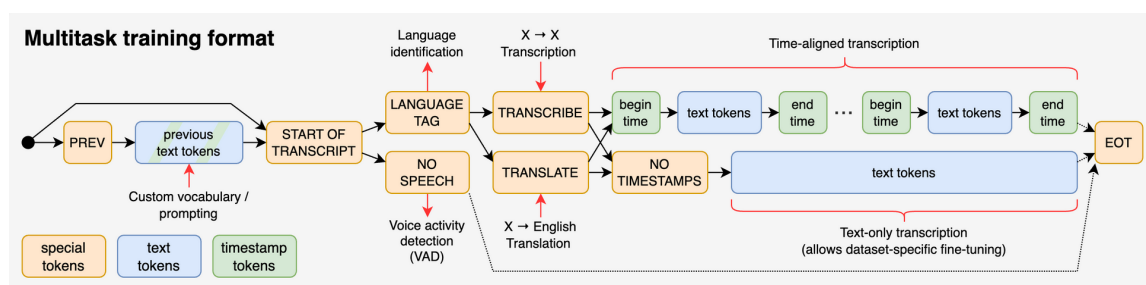 Multitask training format
Language
identification
X → X
Transcription
Time-aligned transcription
PREV
previous
text tokens
START OF
TRANSCRIPT
LANGUAGE
TAG
NO
SPEECH
TRANSCRIBE
TRANSLATE
begin
time
text tokens
end
time
...
begin
time
text tokens
end
time
NO
TIMESTAMPS
text tokens
EOT
Custom vocabulary /
prompting
Voice activity
detection
(VAD)
X → English
Translation
Text-only transcription
(allows dataset-specific fine-tuning)
special
tokens
text
tokens
timestamp
tokens